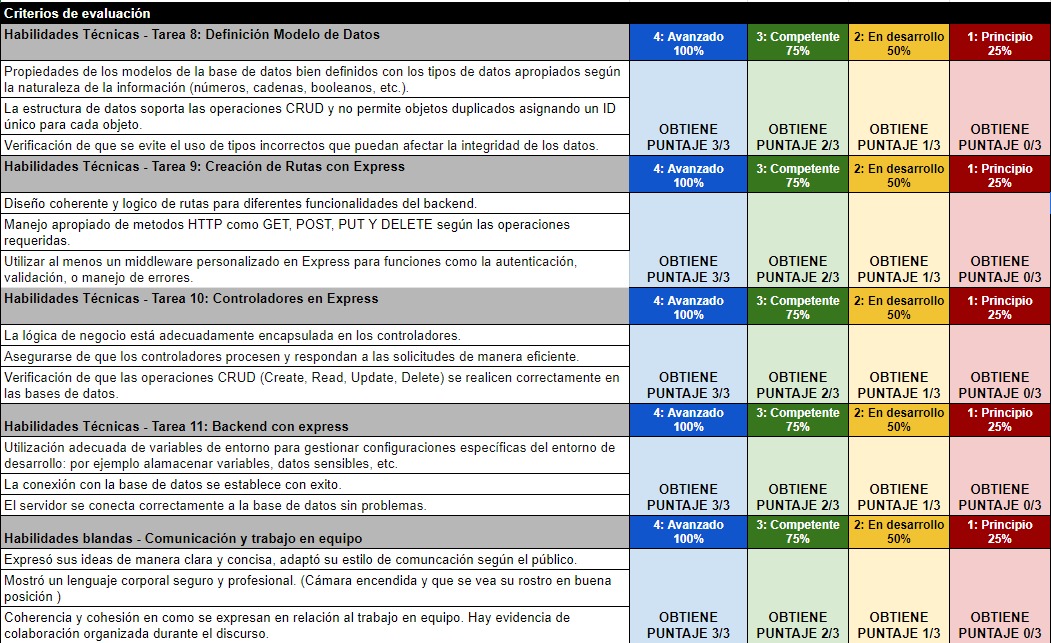 Criterios de evaluación
Habilidades Técnicas - Tarea 8: Definición Modelo de Datos
4: Avanzado
100%
3: Competente
75%
2: En desarrollo
50%
1: Principio
25%
Propiedades de los modelos de la base de datos bien definidos con los tipos de datos apropiados según
la naturaleza de la información (números, cadenas, booleanos, etc.).
La estructura de datos soporta las operaciones CRUD y no permite objetos duplicados asignando un ID
único para cada objeto.
Verificación de que se evite el uso de tipos incorrectos que puedan afectar la integridad de los datos.
OBTIENE
PUNTAJE 3/3
OBTIENE
PUNTAJE 2/3
OBTIENE
PUNTAJE 1/3
OBTIENE
PUNTAJE 0/3
Habilidades Técnicas - Tarea 9: Creación de Rutas con Express
4: Avanzado
100%
3: Competente
75%
2: En desarrollo
50%
1: Principio
25%
Diseño coherente y logico de rutas para diferentes funcionalidades del backend.
Manejo apropiado de metodos HTTP como GET, POST, PUT Y DELETE según las operaciones
requeridas.
Utilizar al menos un middleware personalizado en Express para funciones como la autenticación,
validación, o manejo de errores.
OBTIENE
PUNTAJE 3/3
OBTIENE
PUNTAJE 2/3
OBTIENE
PUNTAJE 1/3
OBTIENE
PUNTAJE 0/3
Habilidades Técnicas - Tarea 10: Controladores en Express
4: Avanzado
100%
3: Competente
75%
2: En desarrollo
50%
1: Principio
25%
La lógica de negocio está adecuadamente encapsulada en los controladores.
Asegurarse de que los controladores procesen y respondan a las solicitudes de manera eficiente.
Verificación de que las operaciones CRUD (Create, Read, Update, Delete) se realicen correctamente en
las bases de datos.
OBTIENE
PUNTAJE 3/3
OBTIENE
PUNTAJE 2/3
OBTIENE
PUNTAJE 1/3
OBTIENE
PUNTAJE 0/3
Habilidades Técnicas - Tarea 11: Backend con express
4: Avanzado
100%
3: Competente
75%
2: En desarrollo
50%
1: Principio
25%
Utilización adecuada de variables de entorno para gestionar configuraciones específicas del entorno de
desarrollo: por ejemplo alamacenar variables, datos sensibles, etc.
La conexión con la base de datos se establece con exito.
El servidor se conecta correctamente a la base de datos sin problemas.
OBTIENE
PUNTAJE 3/3
OBTIENE
PUNTAJE 2/3
OBTIENE
PUNTAJE 1/3
OBTIENE
PUNTAJE 0/3
Habilidades blandas - Comunicación y trabajo en equipo
4: Avanzado
100%
3: Competente
75%
2: En desarrollo
50%
1: Principio
25%
Expresó sus ideas de manera clara y concisa, adaptó su estilo de comuncación según el público.
Mostró un lenguaje corporal seguro y profesional. (Cámara encendida y que se vea su rostro en buena
posición )
Coherencia y cohesión en como se expresan en relación al trabajo en equipo. Hay evidencia de
colaboración organizada durante el discurso.
OBTIENE
PUNTAJE 3/3
OBTIENE
PUNTAJE 2/3
OBTIENE
PUNTAJE 1/3
OBTIENE
PUNTAJE 0/3